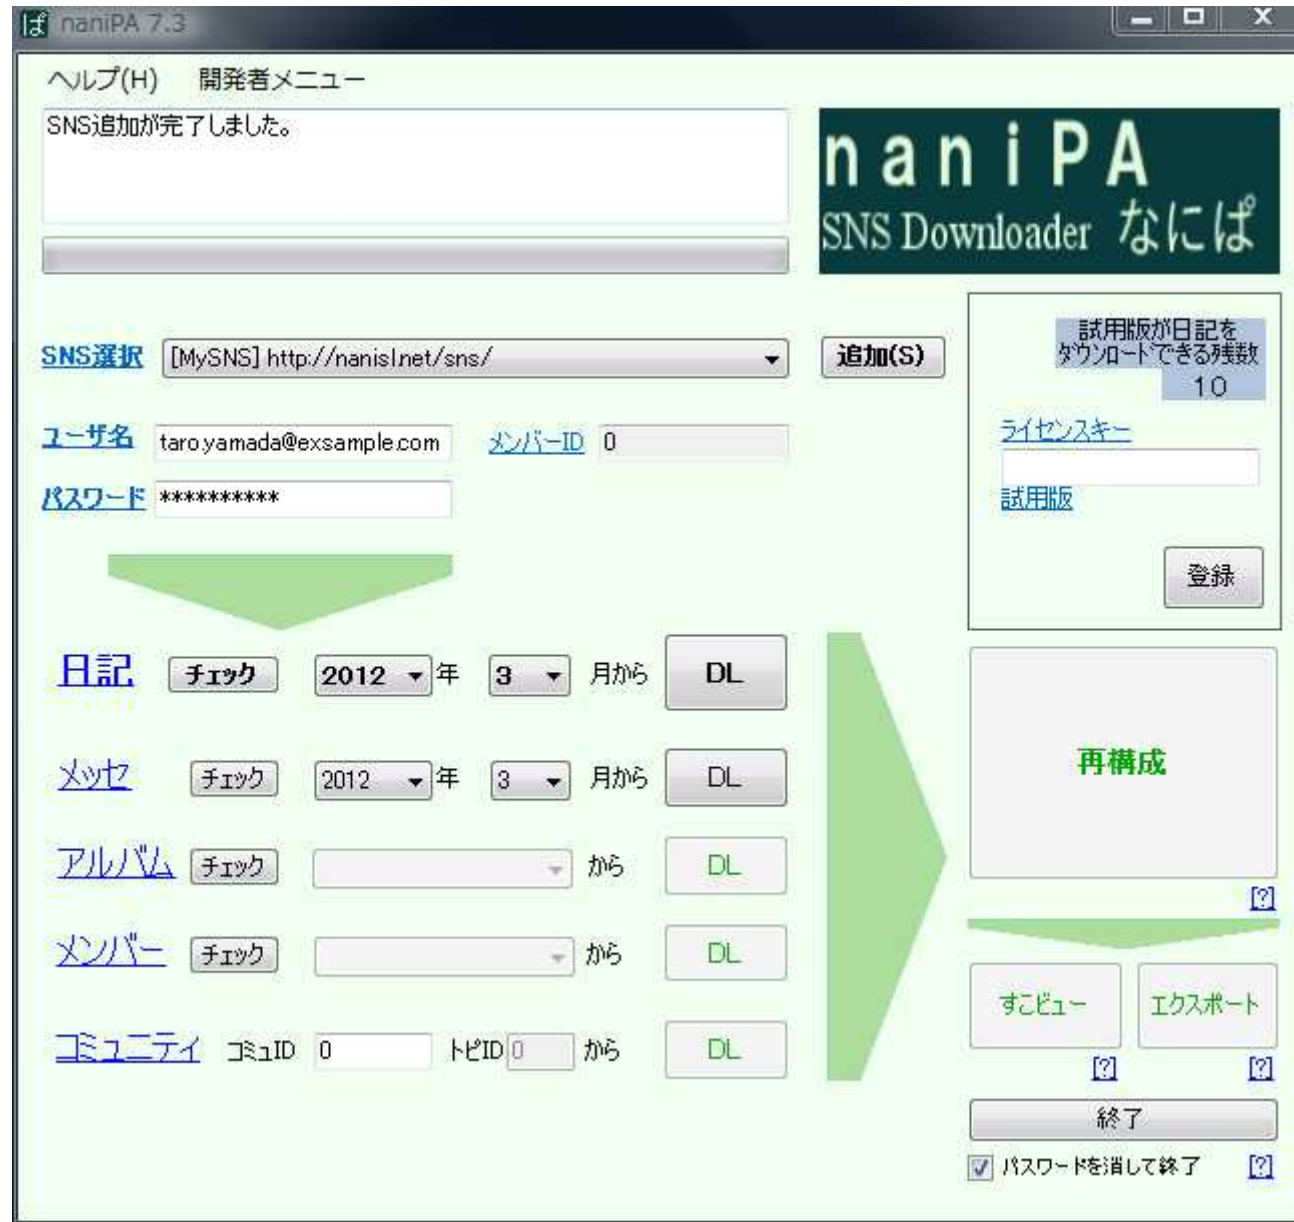 ぱ naniPA 7.3
ヘルプ(H) 開発者メニュー
SNS追加が完了しました。
naniPA
SNS Downloader なにぱ
SNS選択 [MySNS] http://nanisl.net/sns/ 追加(S)
試用版が日記を
ダウンロードできる残数
10
ユーザ名 taro.yamada@exsample.com メンバーID 0
ライセンスキー
パスワード **********
試用版
登録
日記 チェック 2012 年 3 月から DL
メッセ チェック 2012 年 3 月から DL
再構成
アルバム チェック から DL
[?]
メンバー チェック から DL
すこビュー エクスポート
コミュニティ コミュID 0 トピID 0 から DL
[?] [?]
終了
パスワードを消して終了 [?]